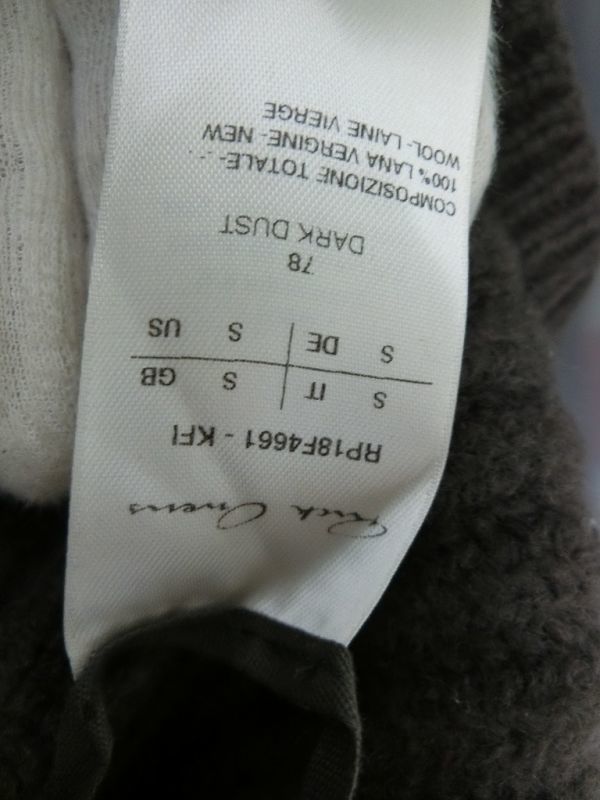 Rick Owens
RP18F4661 - KFI
S IT S GB
S DE S US
78
DARK DUST
COMPOSIZIONE TOTALE-..-
100% LANA VERGINE- NEW
WOOL- LAINE VIERGE